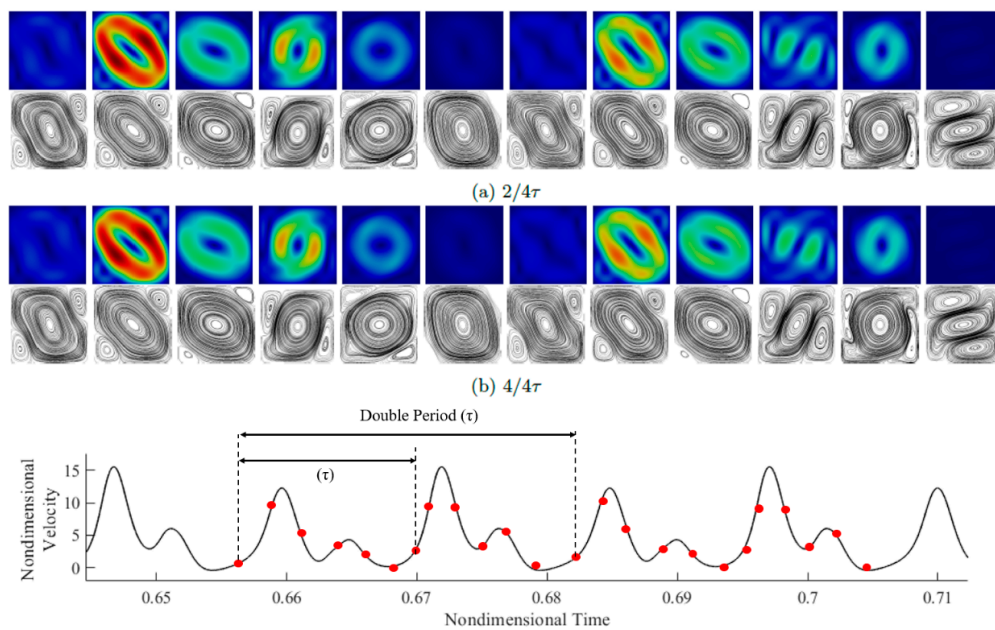 (a) 2/4τ
(b) 4/4τ
Double Period (τ)
(τ)
Nondimensional
Velocity
15
10
5
0
0.65
0.66
0.67
0.68
0.69
0.7
0.71
Nondimensional Time